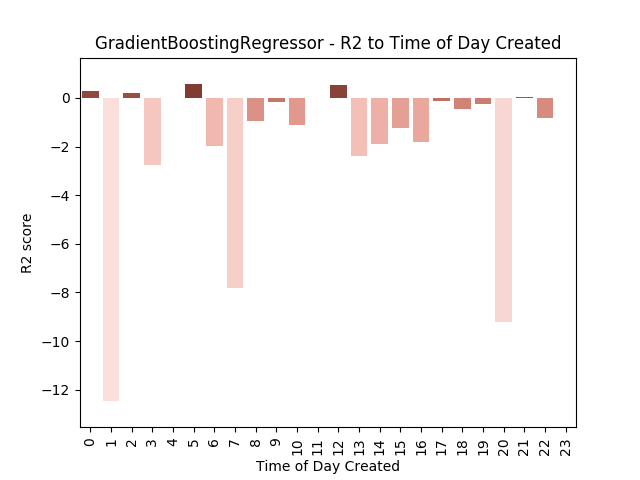 GradientBoostingRegressor - R2 to Time of Day Created
R2 score
0
−2
−4
−6
−8
−10
−12
0 1 2 3 4 5 6 7 8 9 10 11 12 13 14 15 16 17 18 19 20 21 22 23
Time of Day Created